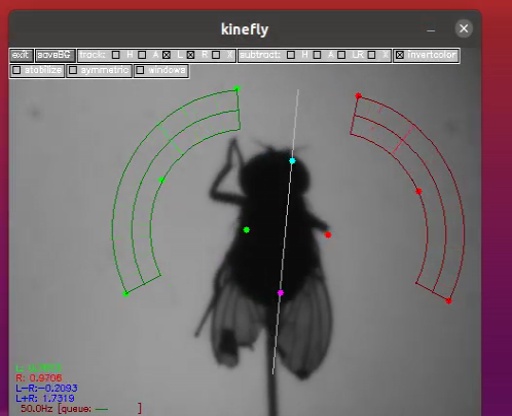 kinefly
exit saveBG track: H A L R X subtract: H A LR X invertcolor
stabilize symmetric windows
L:
R: 0.9706
L-R:-0.2093
L+R: 1.7319
50.0Hz [queue: — ]